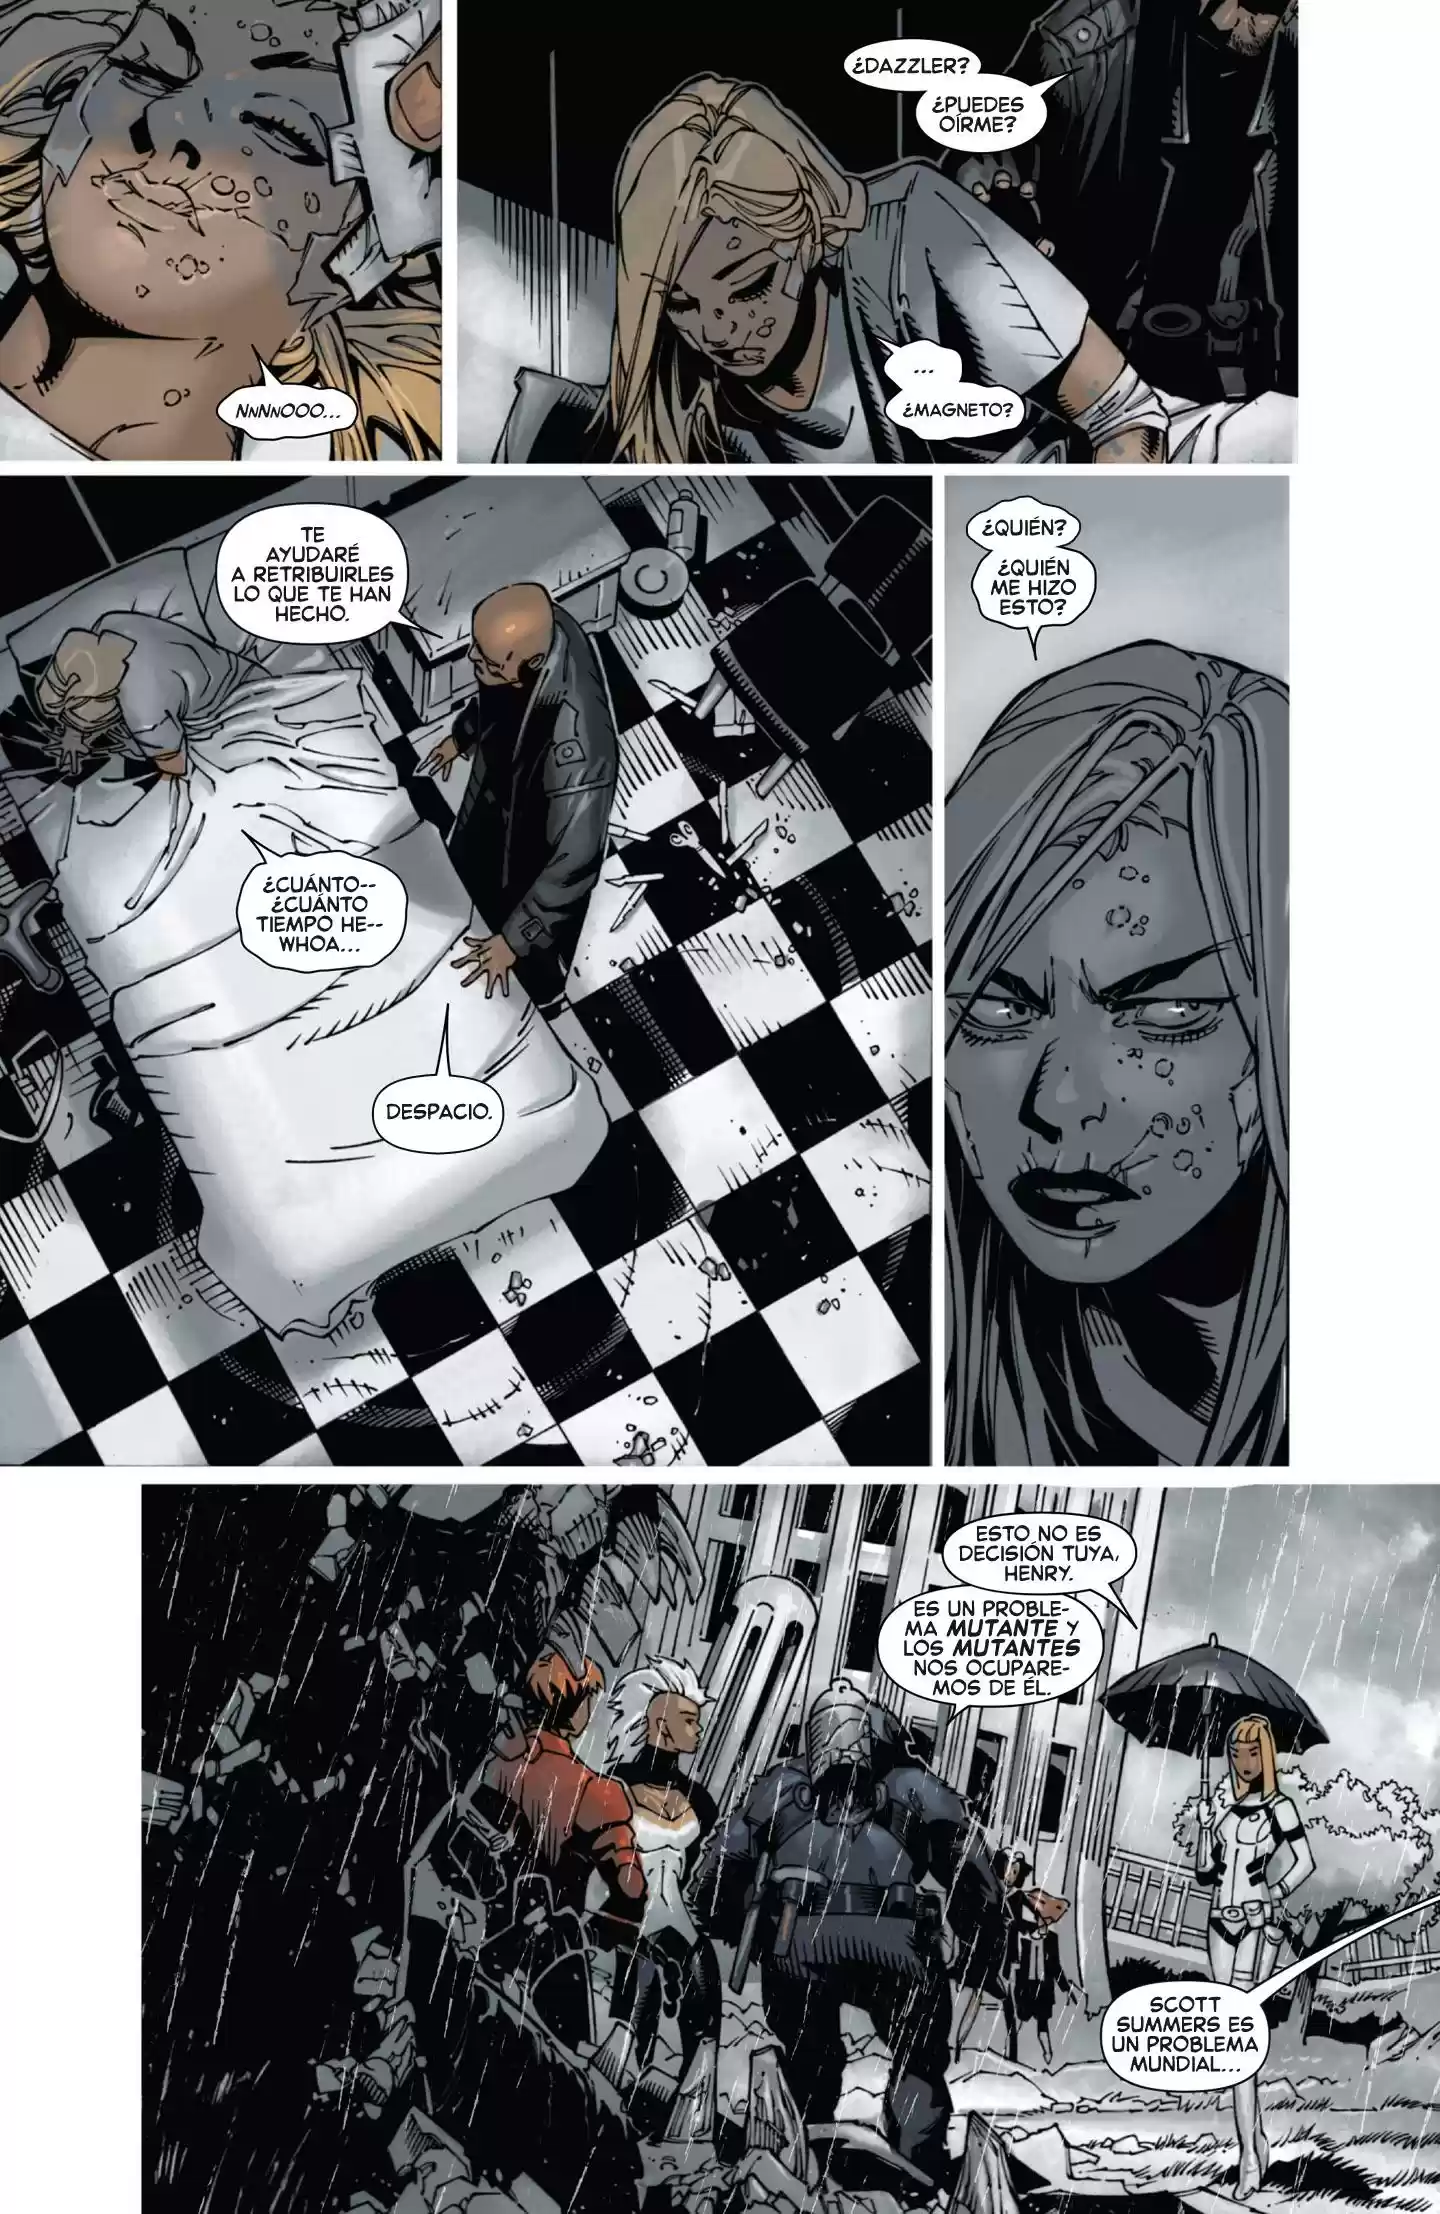 NNNNOOO...
¿DAZZLER?
¿PUEDES
OÍRME?
...
¿MAGNETO?
TE
AYUDARÉ
A RETRIBUIRLES
LO QUE TE HAN
HECHO.
¿CUÁNTO--
¿CUÁNTO
TIEMPO HE--
WHOA...
DESPACIO.
¿QUIÉN?
¿QUIÉN
ME HIZO
ESTO?
ESTO NO ES
DECISIÓN TUYA,
HENRY.
ES UN PROBLE-
MA MUTANTE Y
LOS MUTANTES
NOS OCUPARE-
MOS DE ÉL.
SCOTT
SUMMERS ES
UN PROBLEMA
MUNDIAL...